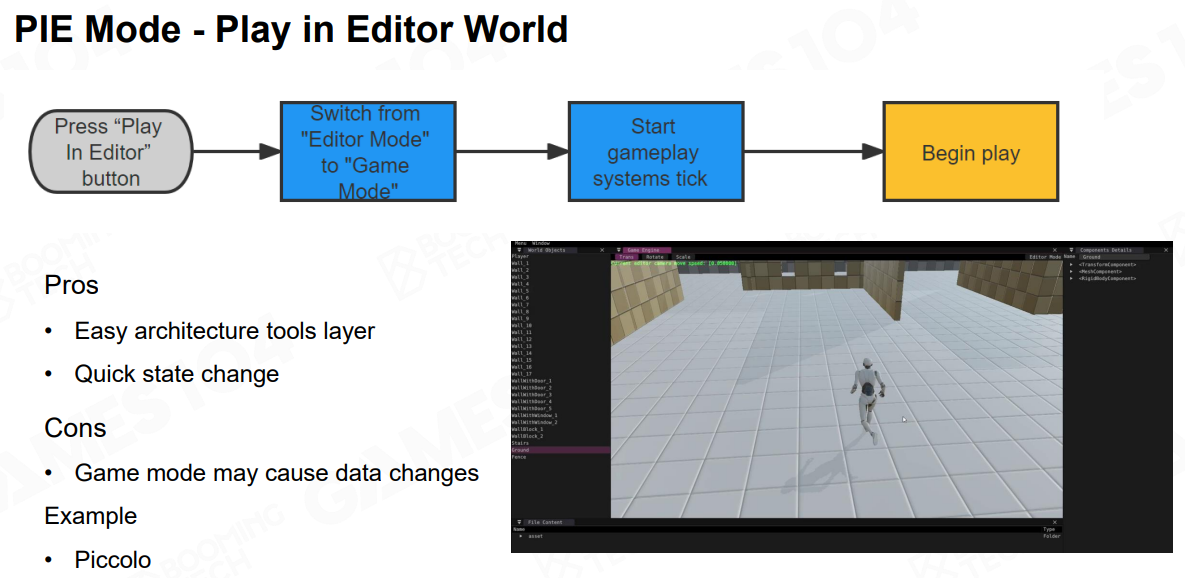 PIE Mode - Play in Editor World
Press “Play
In Editor”
button
Switch from
"Editor Mode"
to "Game
Mode"
Start
gameplay
systems tick
Begin play
Pros
• Easy architecture tools layer
• Quick state change
Cons
• Game mode may cause data changes
Example
• Piccolo
Menu Window
World Objects
Player
Wall_1
Wall_2
Wall_3
Wall_4
Wall_5
Wall_6
Wall_7
Wall_8
Wall_9
Wall_10
Wall_11
Wall_12
Wall_13
Wall_14
Wall_15
Wall_16
Wall_17
WallWithDoor_1
WallWithDoor_2
WallWithDoor_3
WallWithDoor_4
WallWithDoor_5
WallWithWindow_1
WallWithWindow_2
WallBlock_1
WallBlock_2
Stairs
Ground
Fence
Game Engine
Trans Rotate Scale
Editor Mode
Current editor camera move speed:
Components Details
Name Ground
<TransformComponent>
<MeshComponent>
<RigidBodyComponent>
File Content
Name Type
asset Folder
GAMES104
BOOMING
TECH